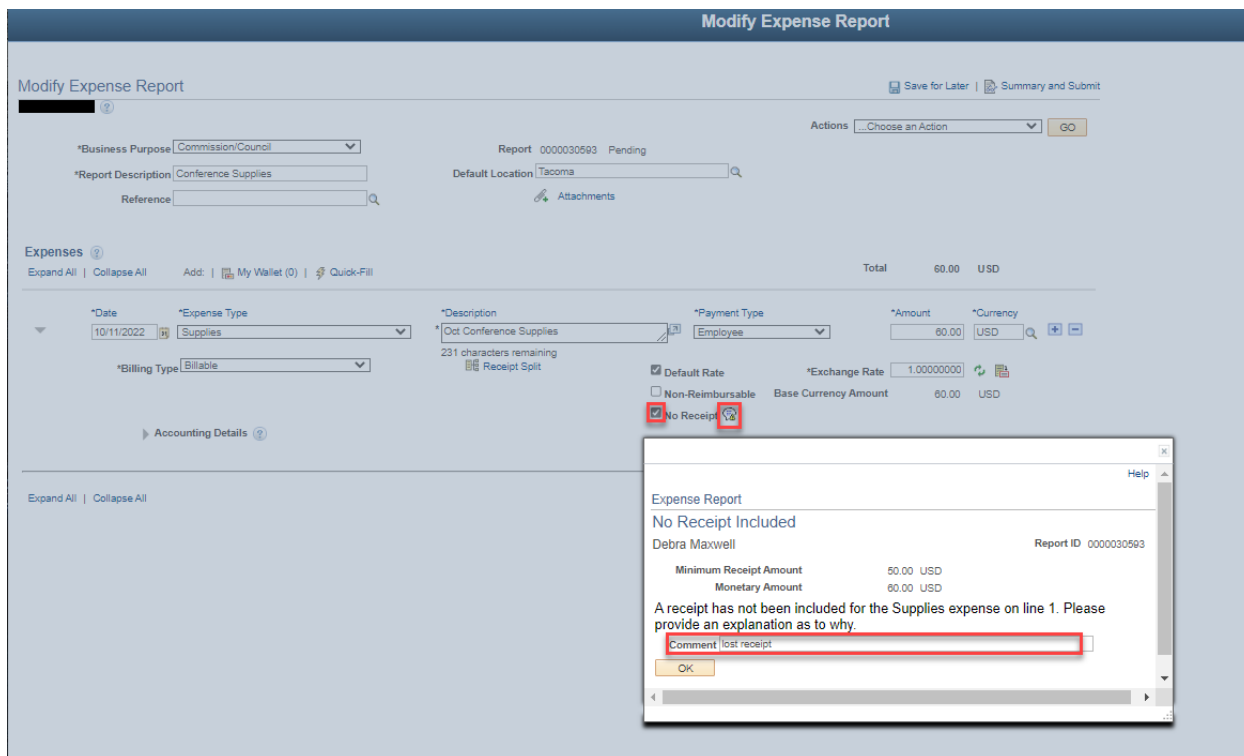 Modify Expense Report
Modify Expense Report
Save for Later | Summary and Submit
Actions ...Choose an Action GO
*Business Purpose Commission/Council
Report 0000030593 Pending
*Report Description Conference Supplies
Default Location Tacoma
Reference
Attachments
Expenses
Expand All | Collapse All Add: | My Wallet (0) | Quick-Fill
Total 60.00 USD
*Date *Expense Type *Description *Payment Type *Amount *Currency
10/11/2022 Supplies * Oct Conference Supplies Employee 60.00 USD
231 characters remaining
*Billing Type Billable
Receipt Split
Default Rate *Exchange Rate 1.00000000
Non-Reimbursable Base Currency Amount 60.00 USD
No Receipt
Accounting Details
Expand All | Collapse All
Help
Expense Report
No Receipt Included
Debra Maxwell Report ID 0000030593
Minimum Receipt Amount 50.00 USD
Monetary Amount 60.00 USD
A receipt has not been included for the Supplies expense on line 1. Please
provide an explanation as to why.
Comment lost receipt
OK